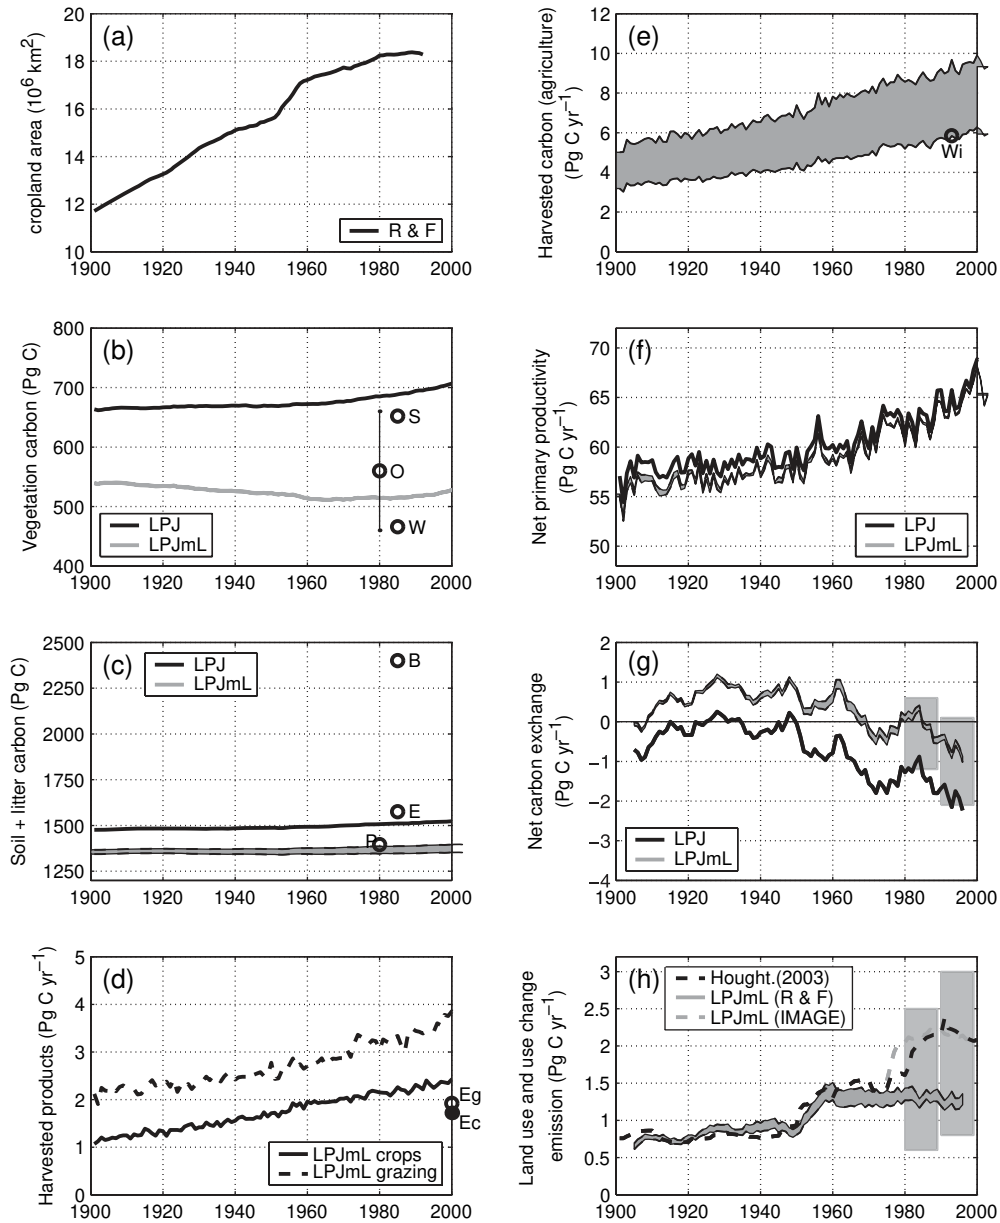 (a)
cropland area (10⁶ km²)
20
18
16
14
12
10
R & F
1900 1920 1940 1960 1980 2000
(e)
Harvested carbon (agriculture)
(Pg C yr⁻¹)
12
10
8
6
4
2
0
Wi
1900 1920 1940 1960 1980 2000
(b)
Vegetation carbon (Pg C)
800
700
600
500
400
S
O
W
LPJ
LPJmL
1900 1920 1940 1960 1980 2000
(f)
Net primary productivity
(Pg C yr⁻¹)
70
65
60
55
50
LPJ
LPJmL
1900 1920 1940 1960 1980 2000
(c)
Soil + litter carbon (Pg C)
2500
2250
2000
1750
1500
1250
LPJ
LPJmL
B
E
P
1900 1920 1940 1960 1980 2000
(g)
Net carbon exchange
(Pg C yr⁻¹)
2
1
0
−1
−2
−3
−4
LPJ
LPJmL
1900 1920 1940 1960 1980 2000
(d)
Harvested products (Pg C yr⁻¹)
5
4
3
2
1
0
Eg
Ec
LPJmL crops
LPJmL grazing
1900 1920 1940 1960 1980 2000
(h)
Land use and use change
emission (Pg C yr⁻¹)
3
2.5
2
1.5
1
0.5
0
Hought.(2003)
LPJmL (R & F)
LPJmL (IMAGE)
1900 1920 1940 1960 1980 2000